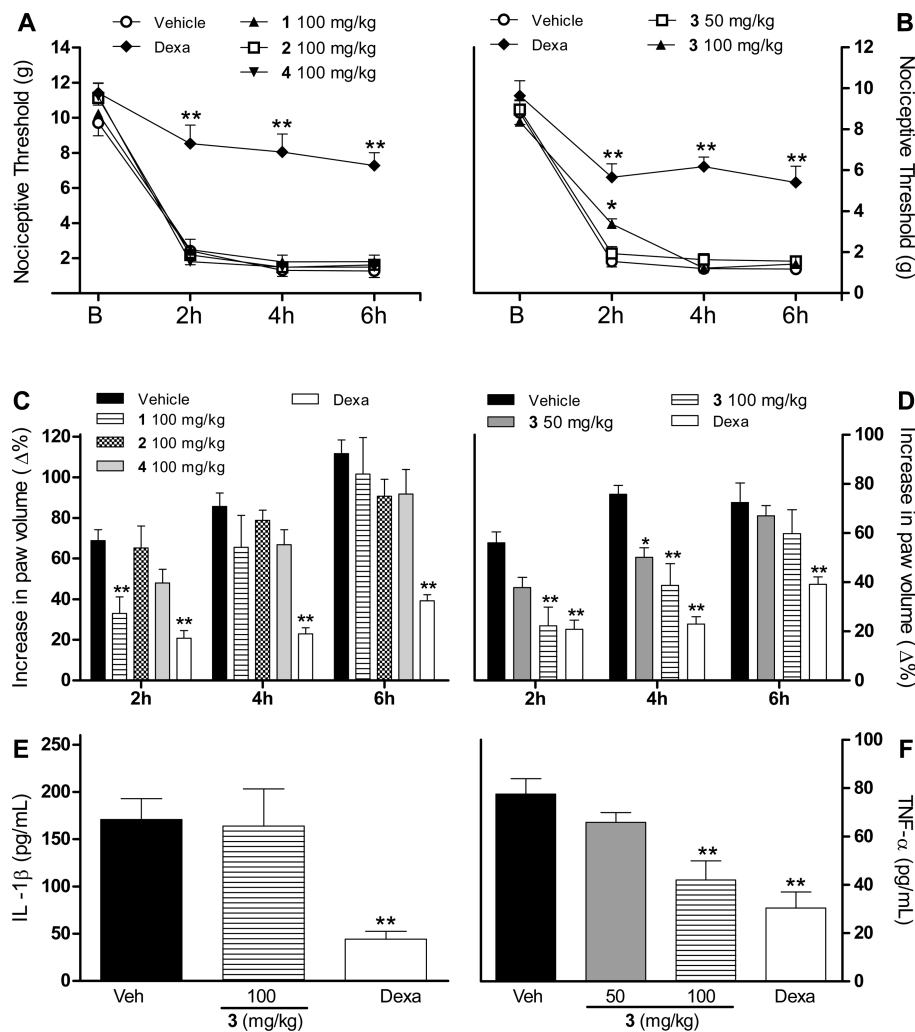 A
Vehicle
Dexa
1 100 mg/kg
2 100 mg/kg
4 100 mg/kg
Nociceptive Threshold (g)
14
12
10
8
6
4
2
**
**
**
B
2h
4h
6h
B
Vehicle
Dexa
3 50 mg/kg
3 100 mg/kg
Nociceptive Threshold (g)
12
10
8
6
4
2
0
**
**
**
*
B
2h
4h
6h
C
Vehicle
1 100 mg/kg
2 100 mg/kg
4 100 mg/kg
Dexa
Increase in paw volume ( Δ%)
120
100
80
60
40
20
0
**
**
**
**
2h
4h
6h
D
Vehicle
3 50 mg/kg
3 100 mg/kg
Dexa
Increase in paw volume ( Δ%)
100
80
60
40
20
0
**
**
*
**
**
**
2h
4h
6h
E
IL -1β (pg/mL)
250
200
150
100
50
0
**
Veh
100
Dexa
3 (mg/kg)
F
TNF-α
(pg/mL)
100
80
60
40
20
0
**
**
Veh
50
100
Dexa
3 (mg/kg)